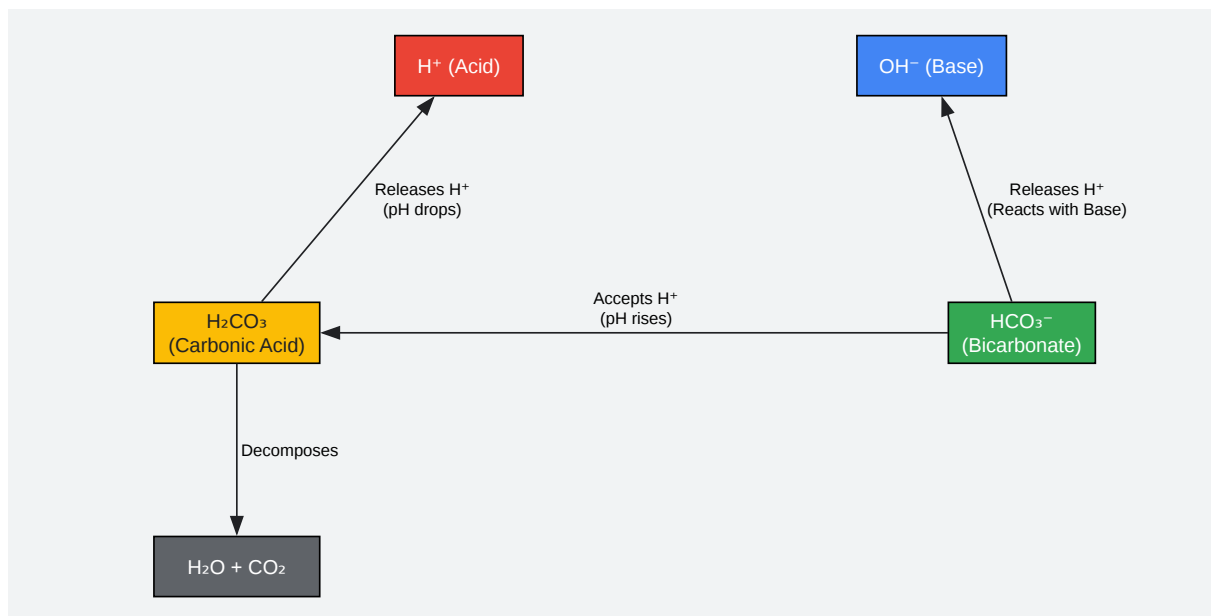 H⁺ (Acid)
OH⁻ (Base)
Releases H⁺
(pH drops)
Releases H⁺
(Reacts with Base)
Accepts H⁺
(pH rises)
H₂CO₃
(Carbonic Acid)
HCO₃⁻
(Bicarbonate)
Decomposes
H₂O + CO₂